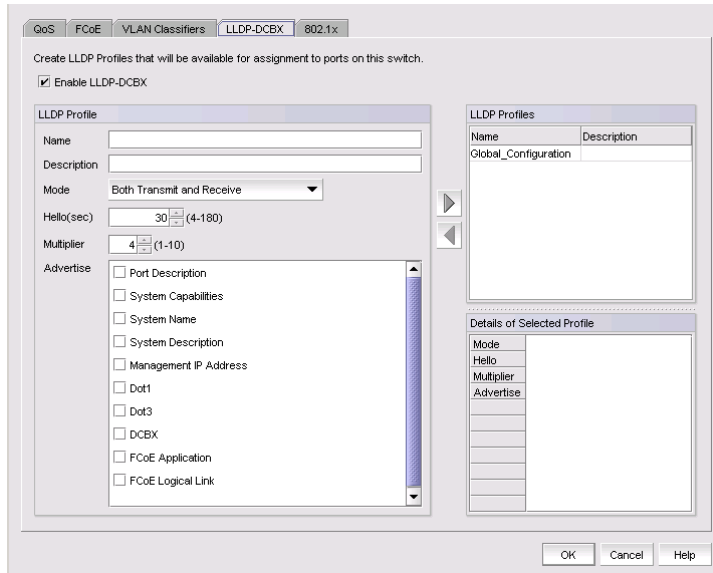 QoS FCoE VLAN Classifiers LLDP-DCBX 802.1x
Create LLDP Profiles that will be available for assignment to ports on this switch.
Enable LLDP-DCBX
LLDP Profile
Name
Description
Mode Both Transmit and Receive
Hello(sec) 30 (4-180)
Multiplier 4 (1-10)
Advertise
Port Description
System Capabilities
System Name
System Description
Management IP Address
Dot1
Dot3
DCBX
FCoE Application
FCoE Logical Link
LLDP Profiles
Name Description
Global_Configuration
Details of Selected Profile
Mode
Hello
Multiplier
Advertise
OK Cancel Help